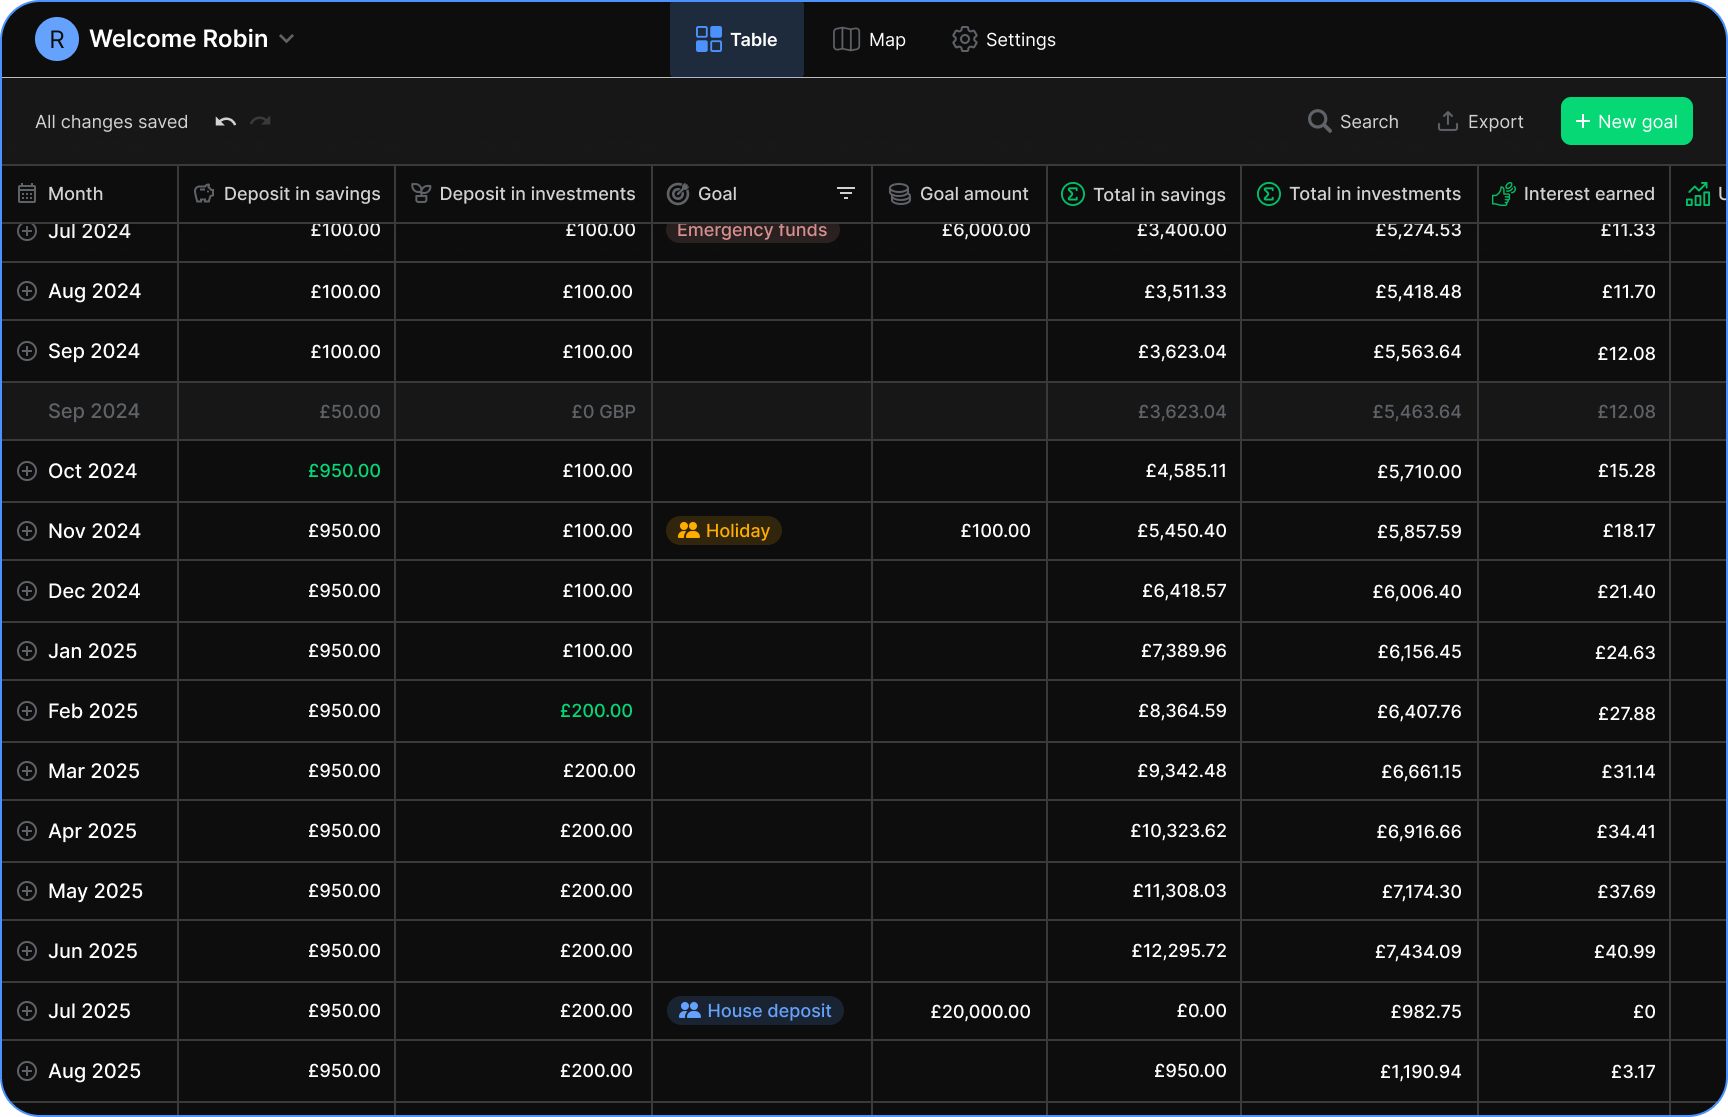 R Welcome Robin Table Map Settings
All changes saved Search Export + New goal
Month Deposit in savings Deposit in investments Goal Goal amount Total in savings Total in investments Interest earned
Jul 2024 £100.00 £100.00 Emergency funds £6,000.00 £3,400.00 £5,274.53 £11.33
Aug 2024 £100.00 £100.00 £3,511.33 £5,418.48 £11.70
Sep 2024 £100.00 £100.00 £3,623.04 £5,563.64 £12.08
Sep 2024 £50.00 £0 GBP £3,623.04 £5,463.64 £12.08
Oct 2024 £950.00 £100.00 £4,585.11 £5,710.00 £15.28
Nov 2024 £950.00 £100.00 Holiday £100.00 £5,450.40 £5,857.59 £18.17
Dec 2024 £950.00 £100.00 £6,418.57 £6,006.40 £21.40
Jan 2025 £950.00 £100.00 £7,389.96 £6,156.45 £24.63
Feb 2025 £950.00 £200.00 £8,364.59 £6,407.76 £27.88
Mar 2025 £950.00 £200.00 £9,342.48 £6,661.15 £31.14
Apr 2025 £950.00 £200.00 £10,323.62 £6,916.66 £34.41
May 2025 £950.00 £200.00 £11,308.03 £7,174.30 £37.69
Jun 2025 £950.00 £200.00 £12,295.72 £7,434.09 £40.99
Jul 2025 £950.00 £200.00 House deposit £20,000.00 £0.00 £982.75 £0
Aug 2025 £950.00 £200.00 £950.00 £1,190.94 £3.17